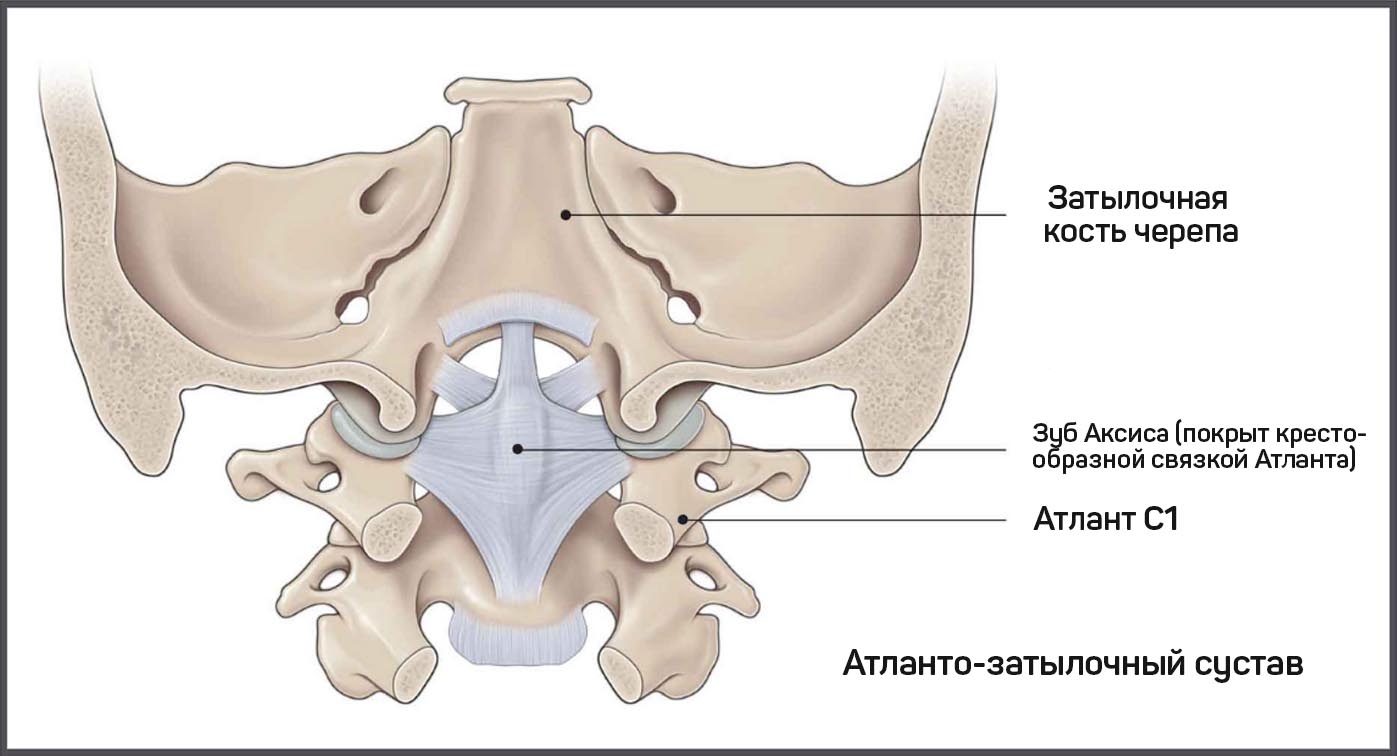 Затылочная
кость черепа
Зуб Аксиса (покрыт кресто-
образной связкой Атланта)
Атлант С1
Атланто-затылочный сустав